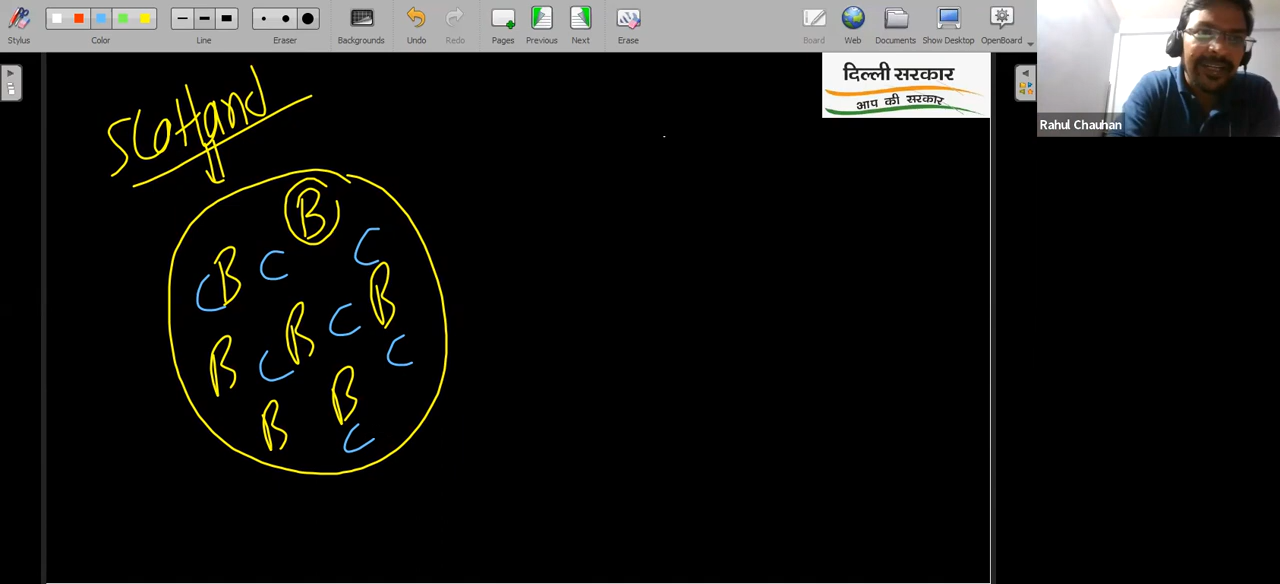 Stylus
Color
Line
Eraser
Backgrounds
Undo
Redo
Pages
Previous
Next
Erase
Board
Web
Documents
Show Desktop
OpenBoard
Rahul Chauhan
दिल्ली सरकार
आप की सरकार
Scotland
B
B C C
C B
B C
B C C
B
B C